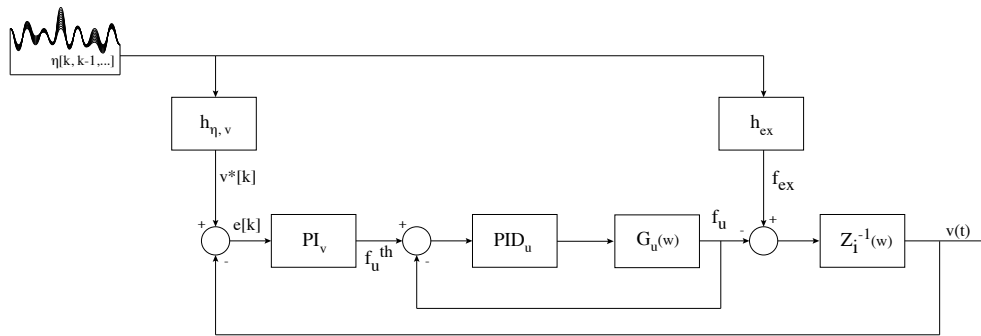 η[k, k-1,...]
h_η, v
h_ex
v*[k]
f_ex
+
e[k]
PI_v
f_u^th
-
+
-
PID_u
G_u(w)
f_u
-
+
Z_i^-1(w)
v(t)